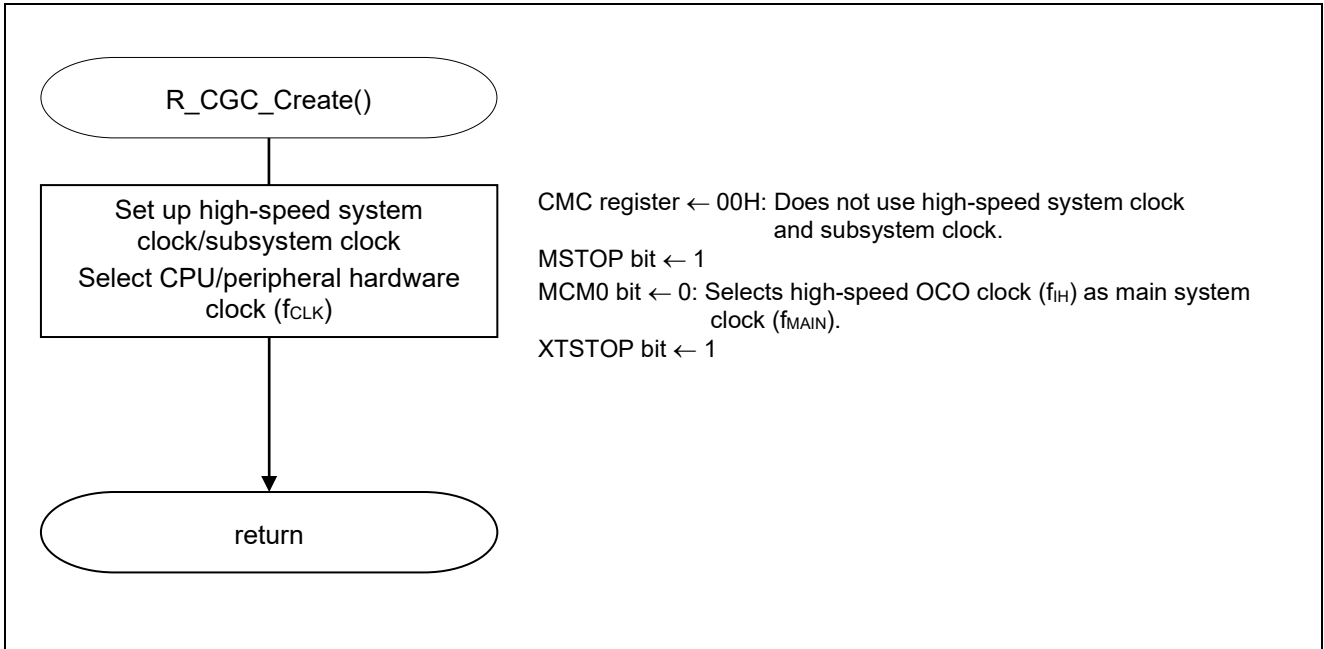 R_CGC_Create()
Set up high-speed system
clock/subsystem clock
Select CPU/peripheral hardware
clock (fCLK)
CMC register ← 00H: Does not use high-speed system clock
and subsystem clock.
MSTOP bit ← 1
MCM0 bit ← 0: Selects high-speed OCO clock (fIH) as main system
clock (fMAIN).
XTSTOP bit ← 1
return